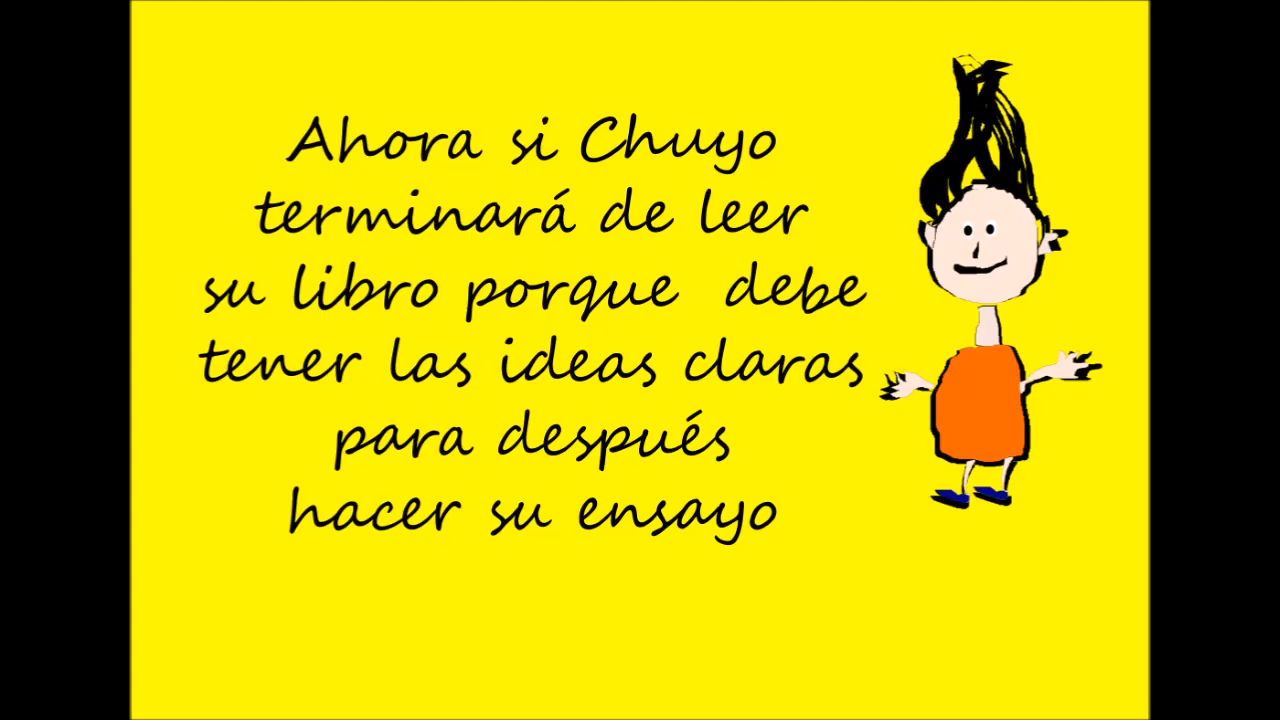 Ahora si Chuyo
terminará de leer
su libro porque debe
tener las ideas claras
para después
hacer su ensayo